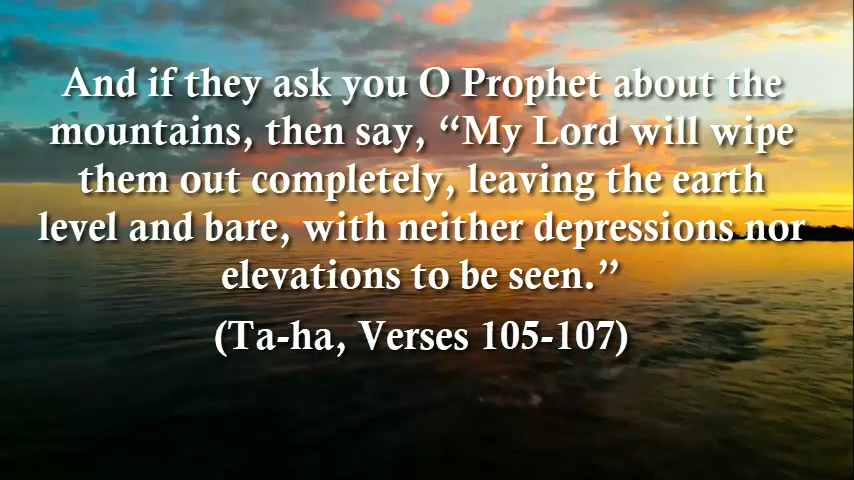 And if they ask you O Prophet about the
mountains, then say, “My Lord will wipe
them out completely, leaving the earth
level and bare, with neither depressions nor
elevations to be seen.”
(Ta-ha, Verses 105-107)